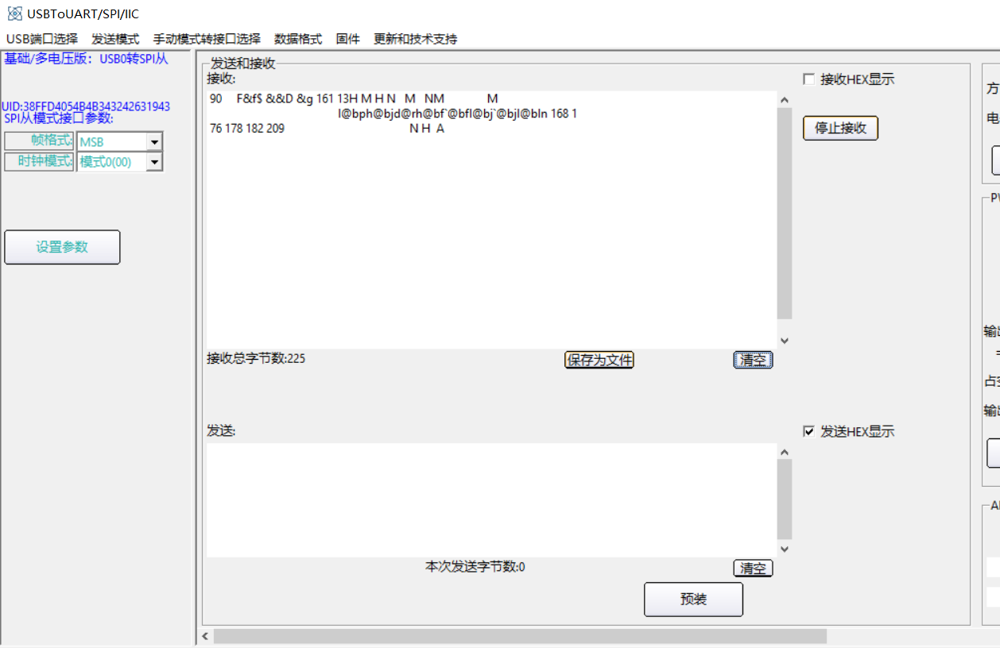 USBToUART/SPI/IIC
USB端口选择 发送模式 手动模式转接口选择 数据格式 固件 更新和技术支持
基础/多电压版：USB0转SPI从
UID:38FFD4054B4B343242631943
SPI从模式接口参数:
帧格式: MSB
时钟模式: 模式0(00)
设置参数
发送和接收
接收:
90 F&f$ &&D &g 161 13H M H N M NM M
l@bph@bjd@rh@bf`@bfl@bj`@bjl@bln 168 1
76 178 182 209 N H A
接收HEX显示
停止接收
接收总字节数:225
保存为文件
清空
发送:
发送HEX显示
本次发送字节数:0
清空
预装
方
电
输出
占空
输出